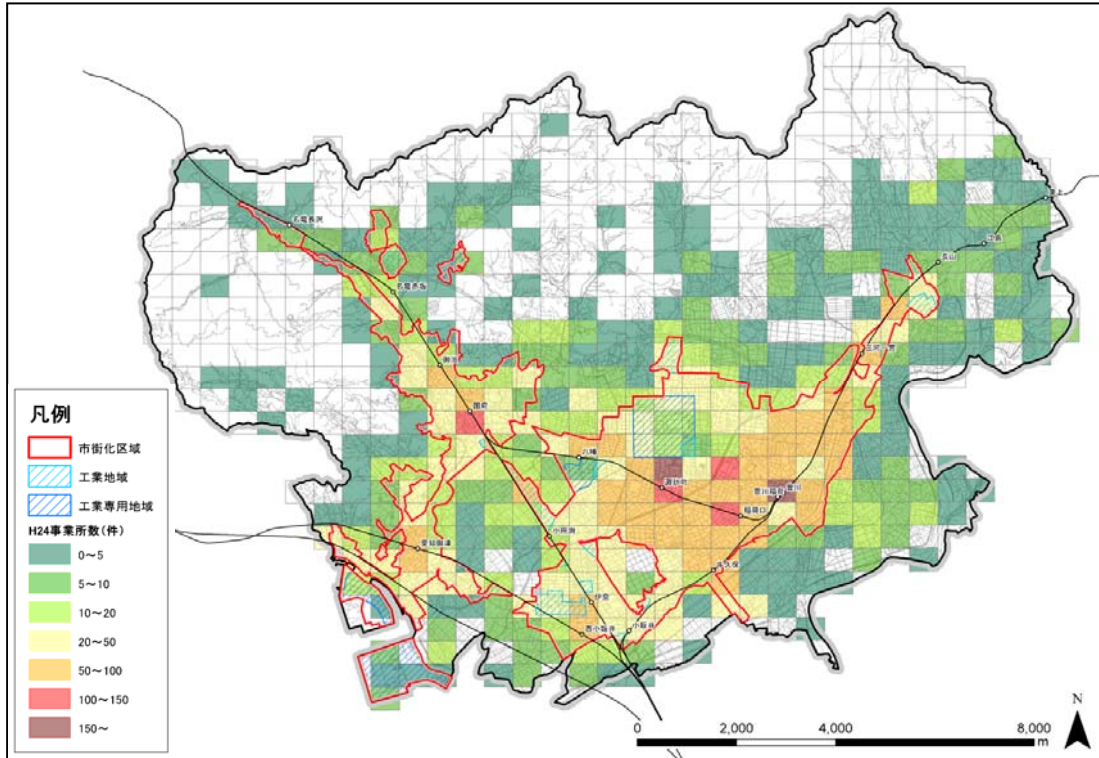 名電長沢
名電赤坂
御油
国府
八幡
諏訪町
豊川稲荷
豊川
稲荷口
牛久保
小田渕
愛知御津
伊奈
西小坂井
小坂井
三河一宮
長山
江島
東上
凡例
市街化区域
工業地域
工業専用地域
H24事業所数(件)
0～5
5～10
10～20
20～50
50～100
100～150
150～
N
0 2,000 4,000 8,000
m